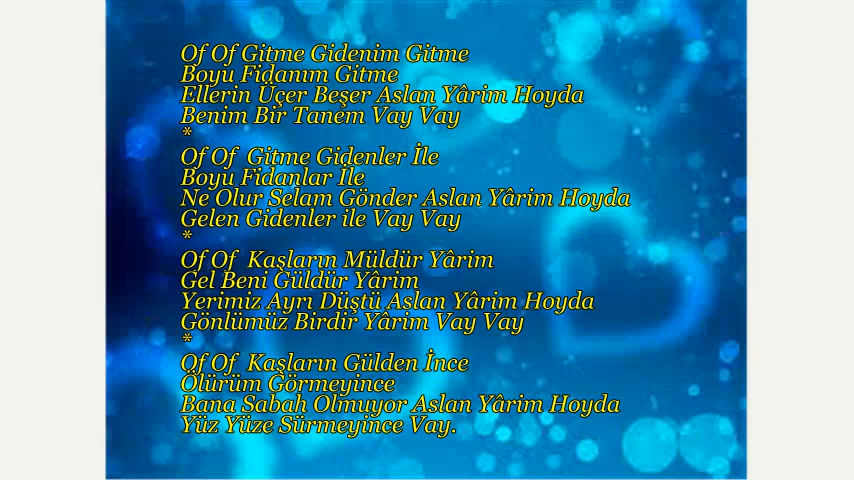 Of Of Gitme Gidenim Gitme
Boyu Fidanım Gitme
Ellerin Üçer Beşer Aslan Yârim Hoyda
Benim Bir Tanem Vay Vay
*
Of Of  Gitme Gidenler İle
Boyu Fidanlar İle
Ne Olur Selam Gönder Aslan Yârim Hoyda
Gelen Gidenler ile Vay Vay
*
Of Of  Kaşların Müldür Yârim
Gel Beni Güldür Yârim
Yerimiz Ayrı Düştü Aslan Yârim Hoyda
Gönlümüz Birdir Yârim Vay Vay
*
Of Of  Kaşların Gülden İnce
Ölürüm Görmeyince
Bana Sabah Olmuyor Aslan Yârim Hoyda
Yüz Yüze Sürmeyince Vay.